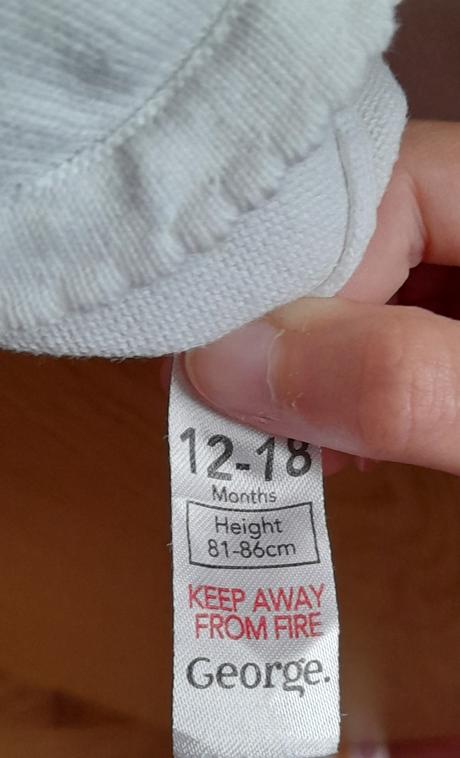 12-18
Months
Height
81-86cm
KEEP AWAY
FROM FIRE
George.